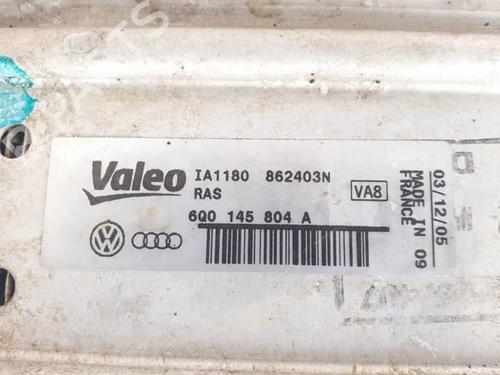 Valeo
IA1180 862403N
RAS
VA8
6Q0 145 804 A
03/12/05
MADE IN 09
FRANCE